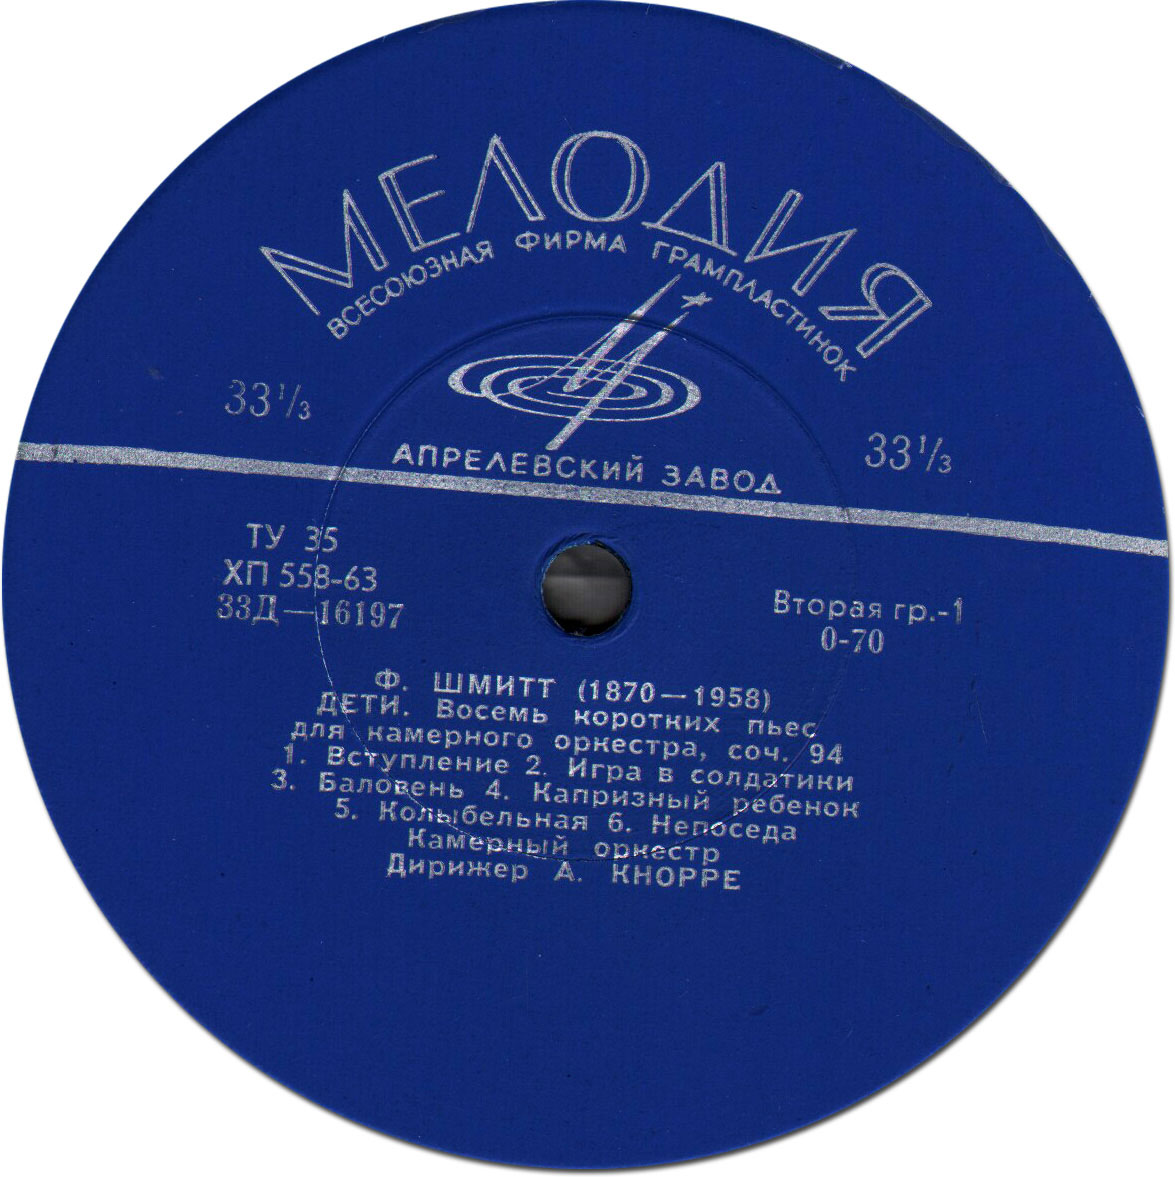 МЕЛОДИЯ
ВСЕСОЮЗНАЯ ФИРМА ГРАМПЛАСТИНОК
33⅓
33⅓
АПРЕЛЕВСКИЙ ЗАВОД
ТУ 35
ХП 558-63
33Д—16197
Вторая гр.-1
0-70
Ф. ШМИТТ (1870—1958)
ДЕТИ. Восемь коротких пьес
для камерного оркестра, соч. 94
1. Вступление 2. Игра в солдатики
3. Баловень 4. Капризный ребенок
5. Колыбельная 6. Непоседа
Камерный оркестр
Дирижер А. КНОРРЕ